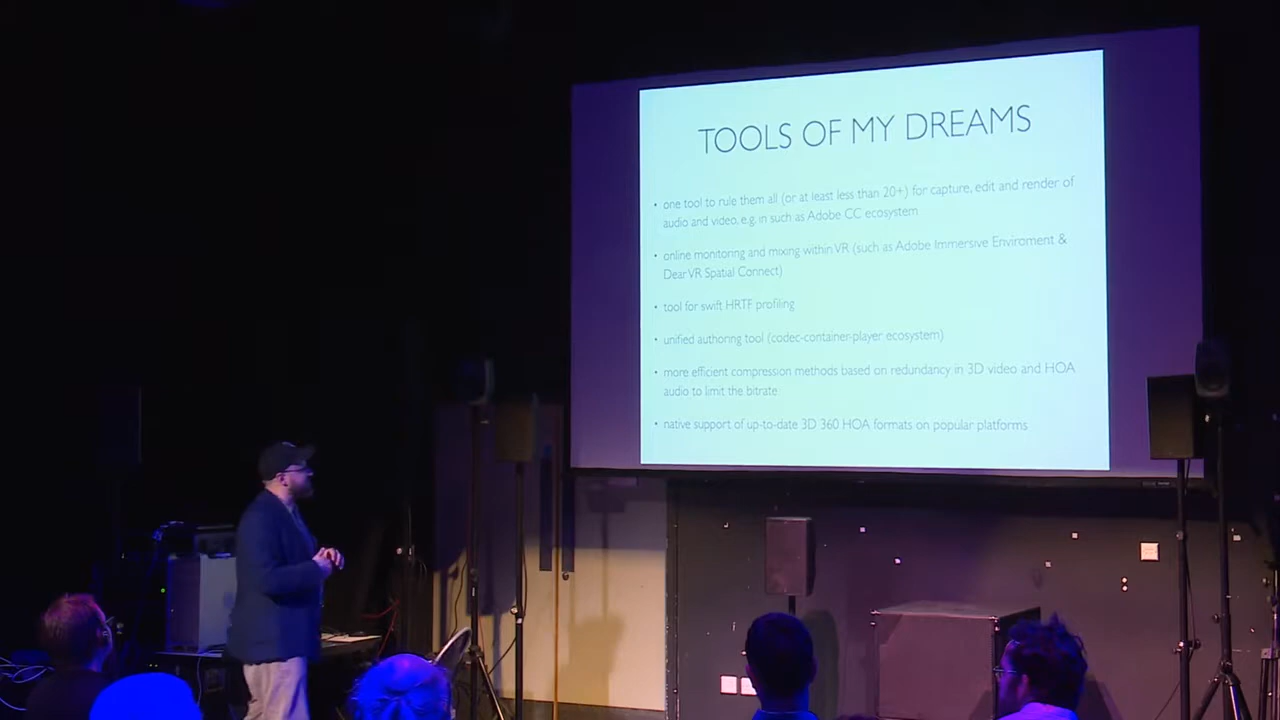 TOOLS OF MY DREAMS
• one tool to rule them all (or at least less than 20+) for capture, edit and render of
audio and video, e.g. in such as Adobe CC ecosystem
• online monitoring and mixing within VR (such as Adobe Immersive Enviroment &
Dear VR Spatial Connect)
• tool for swift HRTF profiling
• unified authoring tool (codec-container-player ecosystem)
• more efficient compression methods based on redundancy in 3D video and HOA
audio to limit the bitrate
• native support of up-to-date 3D 360 HOA formats on popular platforms